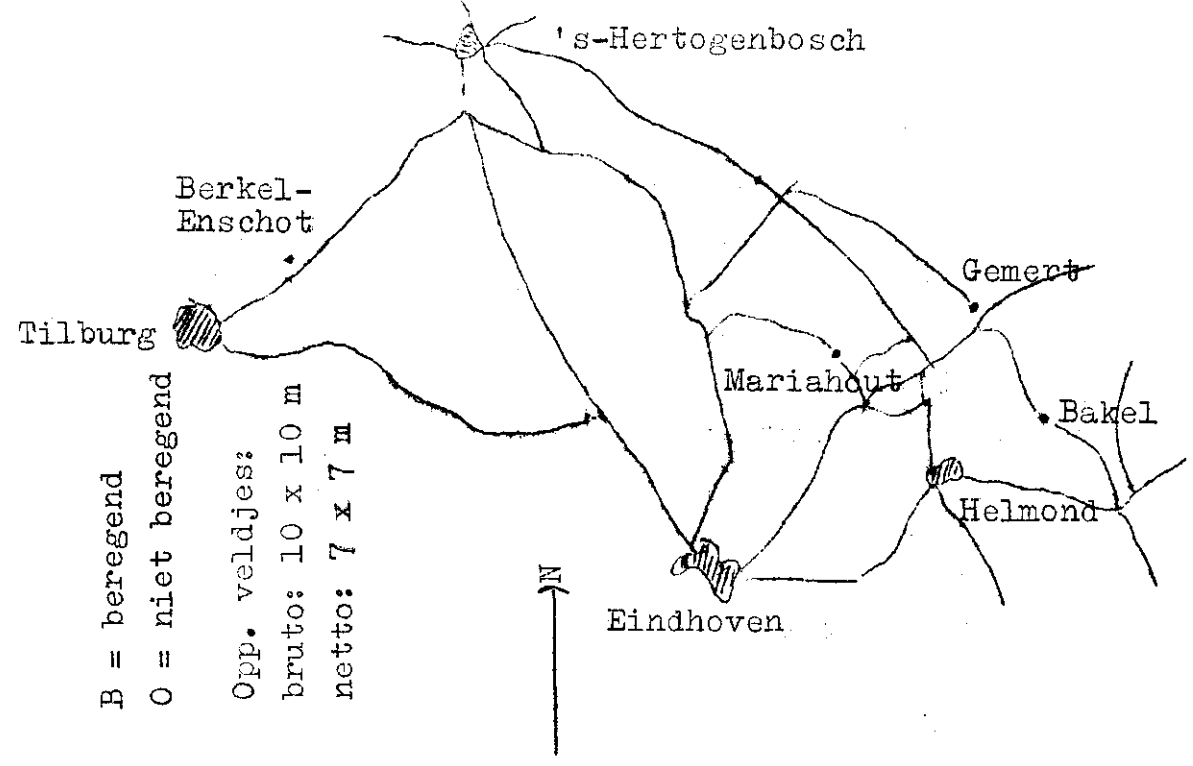 's-Hertogenbosch
Berkel-
Enschot
Gemert
Tilburg
Mariahout
Bakel
Helmond
Eindhoven
N
B = beregend
O = niet beregend
Opp. veldjes:
bruto: 10 x 10 m
netto: 7 x 7 m